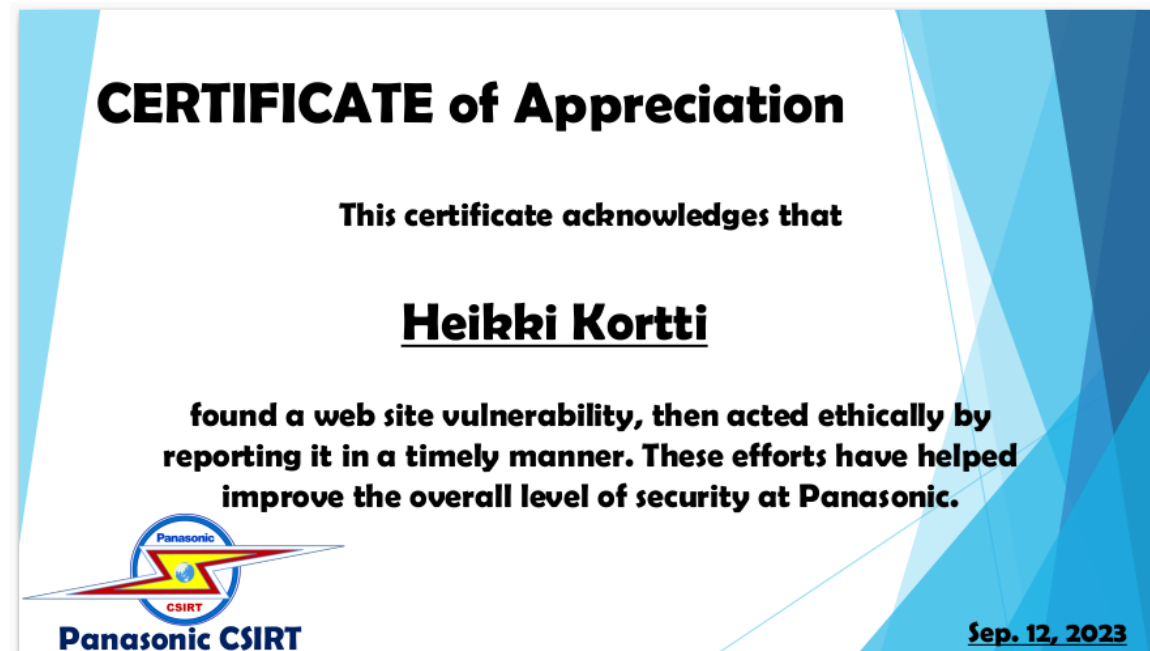 CERTIFICATE of Appreciation
This certificate acknowledges that
Heikki Kortti
found a web site vulnerability, then acted ethically by
reporting it in a timely manner. These efforts have helped
improve the overall level of security at Panasonic.
Panasonic
CSIRT
Panasonic CSIRT
Sep. 12, 2023